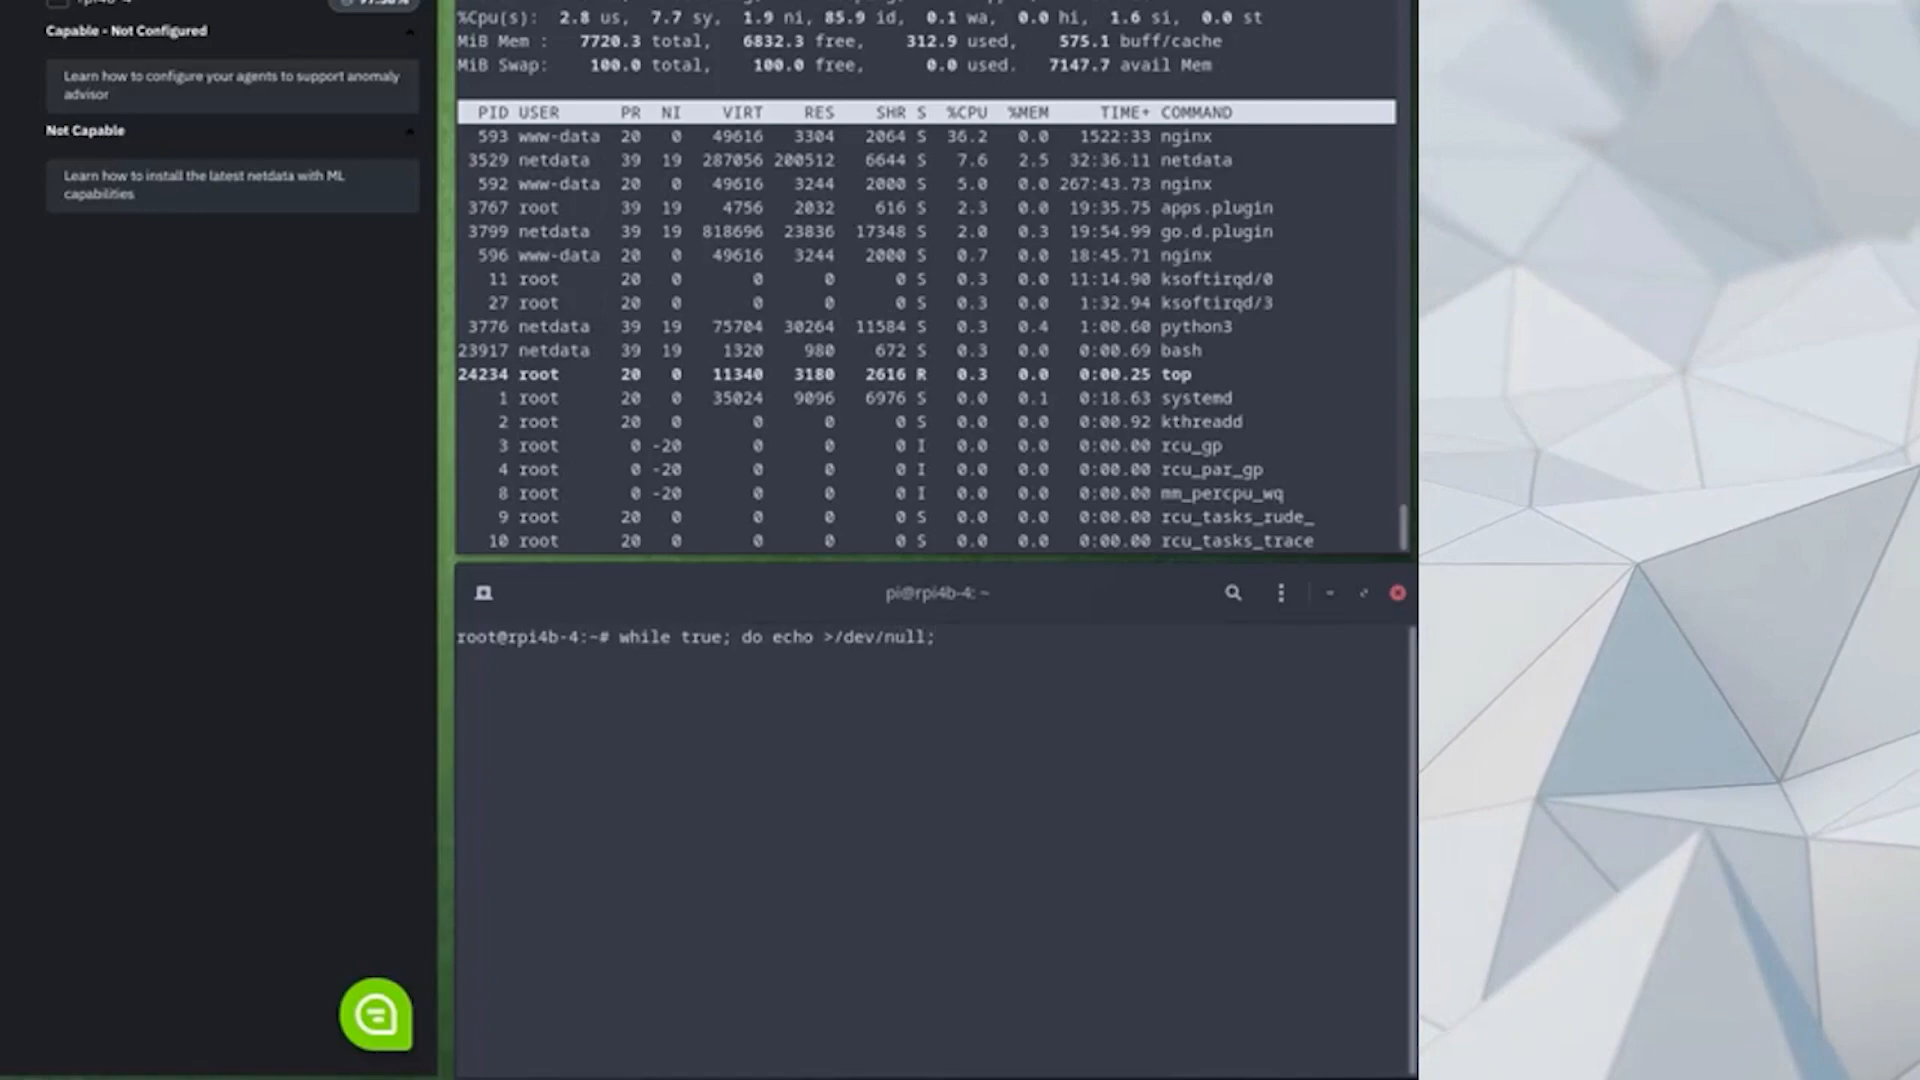 Capable - Not Configured
Learn how to configure your agents to support anomaly
advisor
Not Capable
Learn how to install the latest netdata with ML
capabilities
%Cpu(s): 2.8 us, 7.7 sy, 1.9 ni, 85.9 id, 0.1 wa, 0.0 hi, 1.6 si, 0.0 st
MiB Mem : 7720.3 total, 6832.3 free, 312.9 used, 575.1 buff/cache
MiB Swap: 100.0 total, 100.0 free, 0.0 used. 7147.7 avail Mem
PID USER PR NI VIRT RES SHR S %CPU %MEM TIME+ COMMAND
593 www-data 20 0 49616 3304 2064 S 36.2 0.0 1522:33 nginx
3529 netdata 39 19 287056 200512 6644 S 7.6 2.5 32:36.11 netdata
592 www-data 20 0 49616 3244 2000 S 5.0 0.0 267:43.73 nginx
3767 root 39 19 4756 2032 616 S 2.3 0.0 19:35.75 apps.plugin
3799 netdata 39 19 818696 23836 17348 S 2.0 0.3 19:54.99 go.d.plugin
596 www-data 20 0 49616 3244 2000 S 0.7 0.0 18:45.71 nginx
11 root 20 0 0 0 0 S 0.3 0.0 11:14.90 ksoftirqd/0
27 root 20 0 0 0 0 S 0.3 0.0 1:32.94 ksoftirqd/3
3776 netdata 39 19 75704 30264 11584 S 0.3 0.4 1:00.60 python3
23917 netdata 39 19 1320 980 672 S 0.3 0.0 0:00.69 bash
24234 root 20 0 11340 3180 2616 R 0.3 0.0 0:00.25 top
1 root 20 0 35024 9096 6976 S 0.0 0.1 0:18.63 systemd
2 root 20 0 0 0 0 S 0.0 0.0 0:00.92 kthreadd
3 root 0 -20 0 0 0 I 0.0 0.0 0:00.00 rcu_gp
4 root 0 -20 0 0 0 I 0.0 0.0 0:00.00 rcu_par_gp
8 root 0 -20 0 0 0 I 0.0 0.0 0:00.00 mm_percpu_wq
9 root 20 0 0 0 0 S 0.0 0.0 0:00.00 rcu_tasks_rude_
10 root 20 0 0 0 0 S 0.0 0.0 0:00.00 rcu_tasks_trace
pi@rpi4b-4: ~
root@rpi4b-4:~# while true; do echo >/dev/null;